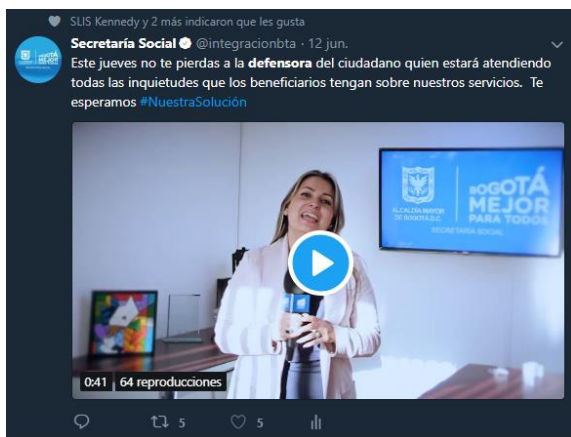 SLIS Kennedy y 2 más indicaron que les gusta
Secretaría Social @integracionbta · 12 jun.
Este jueves no te pierdas a la defensora del ciudadano quien estará atendiendo
todas las inquietudes que los beneficiarios tengan sobre nuestros servicios. Te
esperamos #NuestraSolución
ALCALDÍA MAYOR
DE BOGOTÁ D.C.
BOGOTÁ
MEJOR
PARA TODOS
SECRETARÍA SOCIAL
0:41 64 reproducciones
5 5